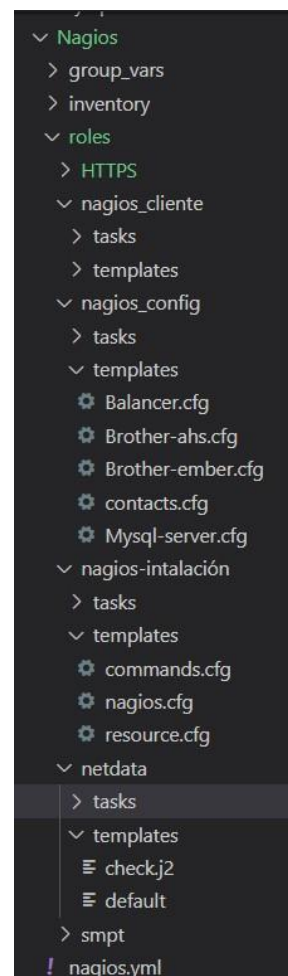 Nagios
group_vars
inventory
roles
HTTPS
nagios_cliente
tasks
templates
nagios_config
tasks
templates
Balancer.cfg
Brother-ahs.cfg
Brother-ember.cfg
contacts.cfg
Mysql-server.cfg
nagios-intalación
tasks
templates
commands.cfg
nagios.cfg
resource.cfg
netdata
tasks
templates
check.j2
default
smpt
! nagios.yml